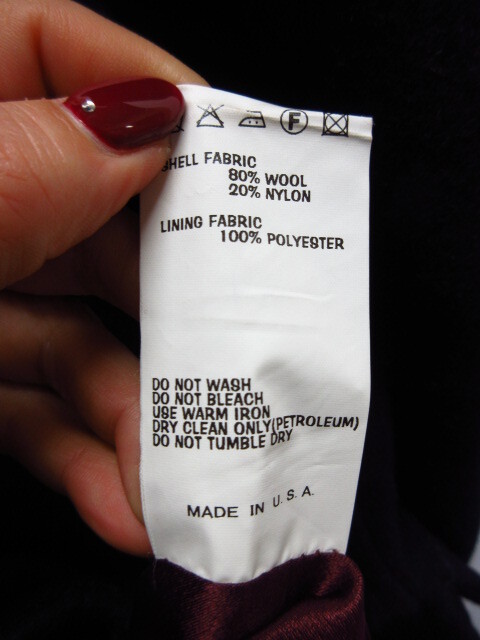 F
SHELL FABRIC
80% WOOL
20% NYLON
LINING FABRIC
100% POLYESTER
DO NOT WASH
DO NOT BLEACH
USE WARM IRON
DRY CLEAN ONLY(PETROLEUM)
DO NOT TUMBLE DRY
MADE IN U.S.A.